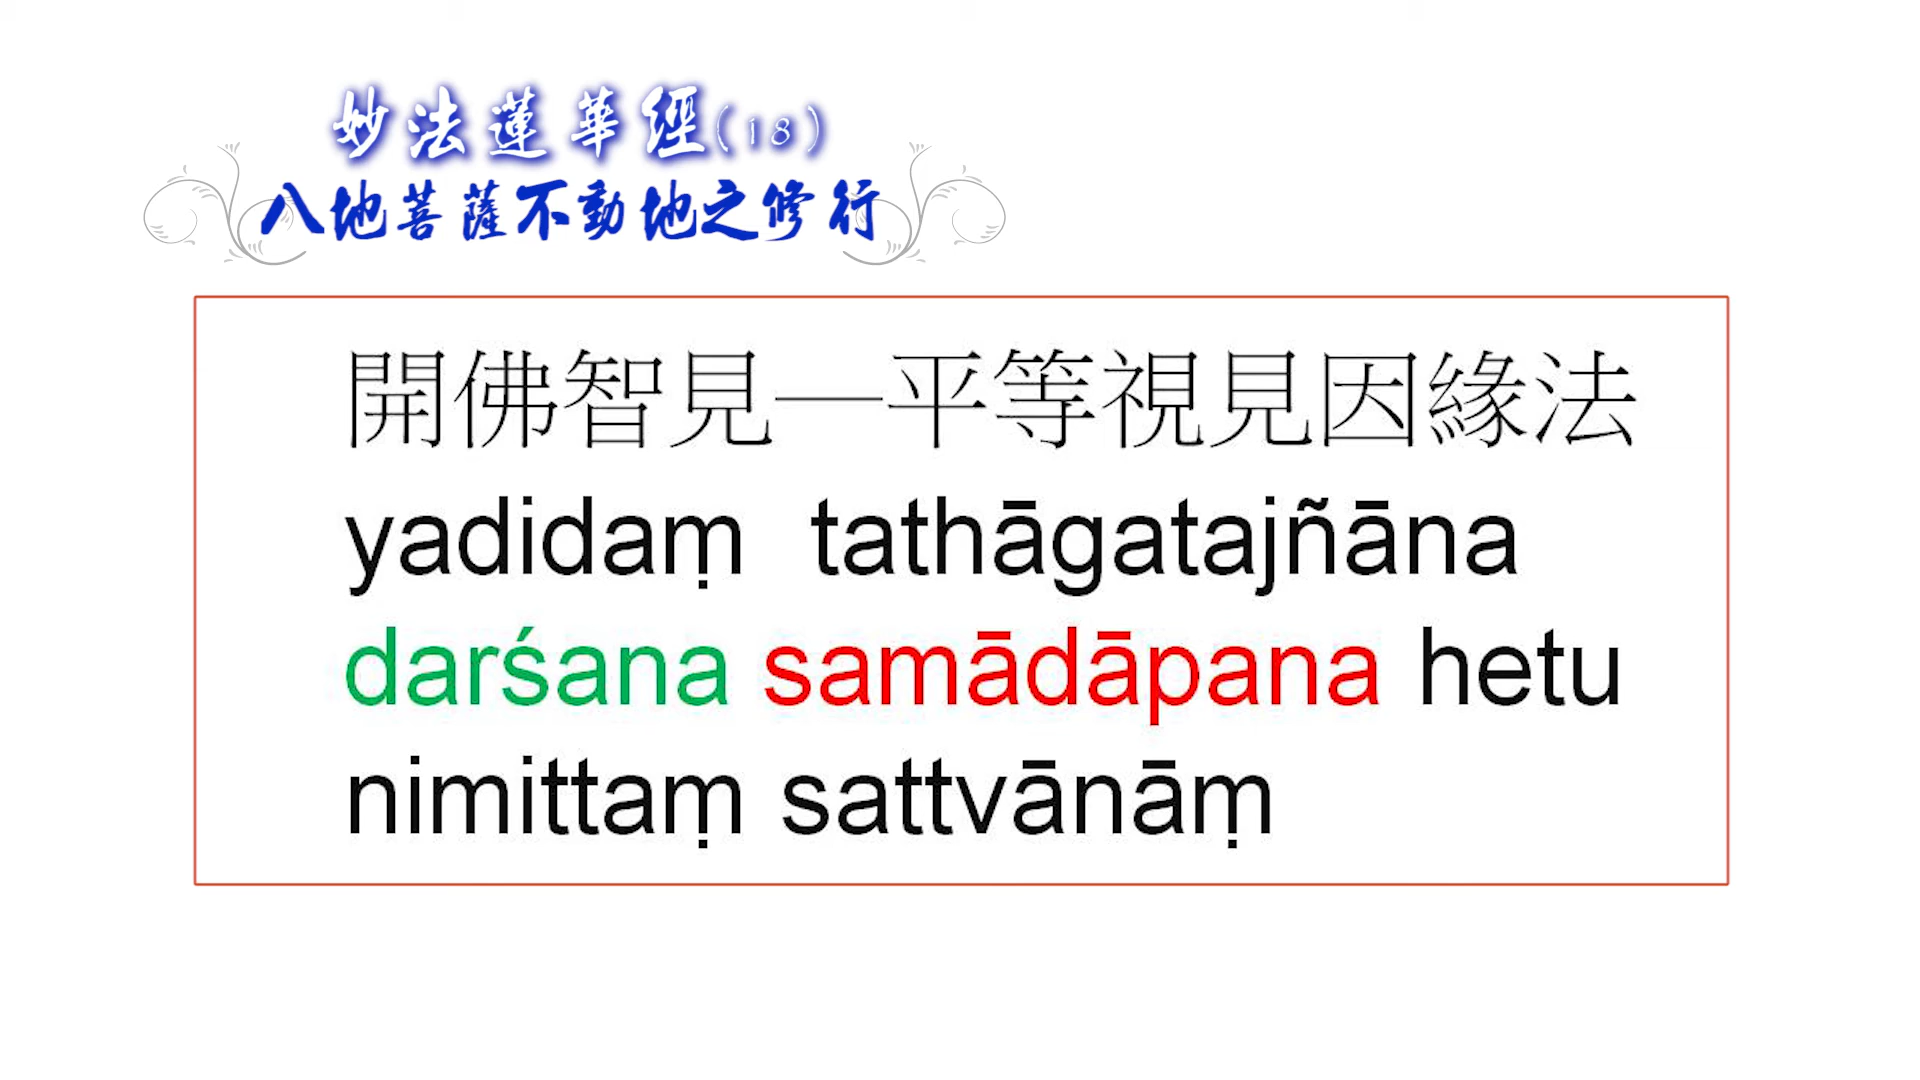 妙法蓮華經(18)
八地菩薩不動地之修行
開佛智見—平等視見因緣法
yadidaṃ tathāgatajñāna
darśana samādāpana hetu
nimittaṃ sattvānāṃ